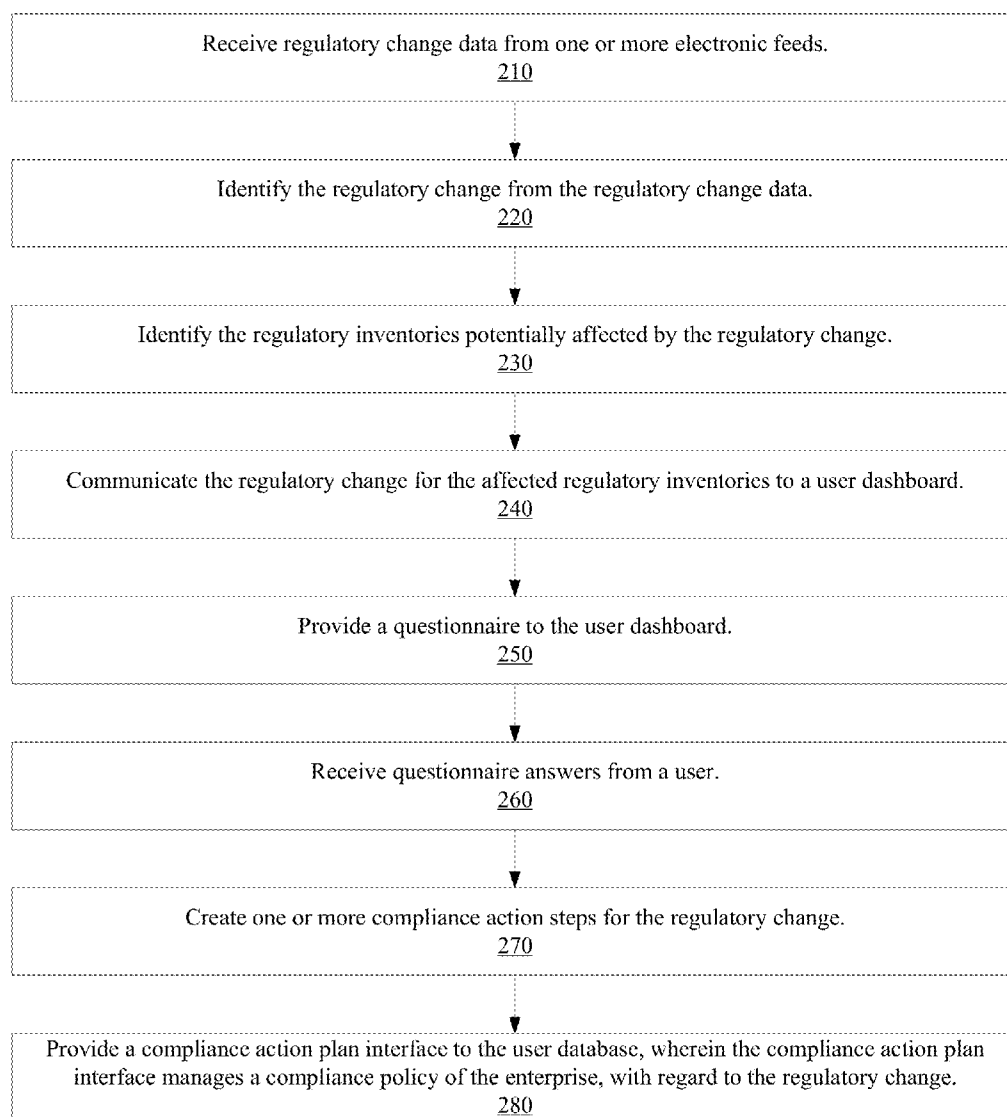 Receive regulatory change data from one or more electronic feeds.
210
Identify the regulatory change from the regulatory change data.
220
Identify the regulatory inventories potentially affected by the regulatory change.
230
Communicate the regulatory change for the affected regulatory inventories to a user dashboard.
240
Provide a questionnaire to the user dashboard.
250
Receive questionnaire answers from a user.
260
Create one or more compliance action steps for the regulatory change.
270
Provide a compliance action plan interface to the user database, wherein the compliance action plan
interface manages a compliance policy of the enterprise, with regard to the regulatory change.
280